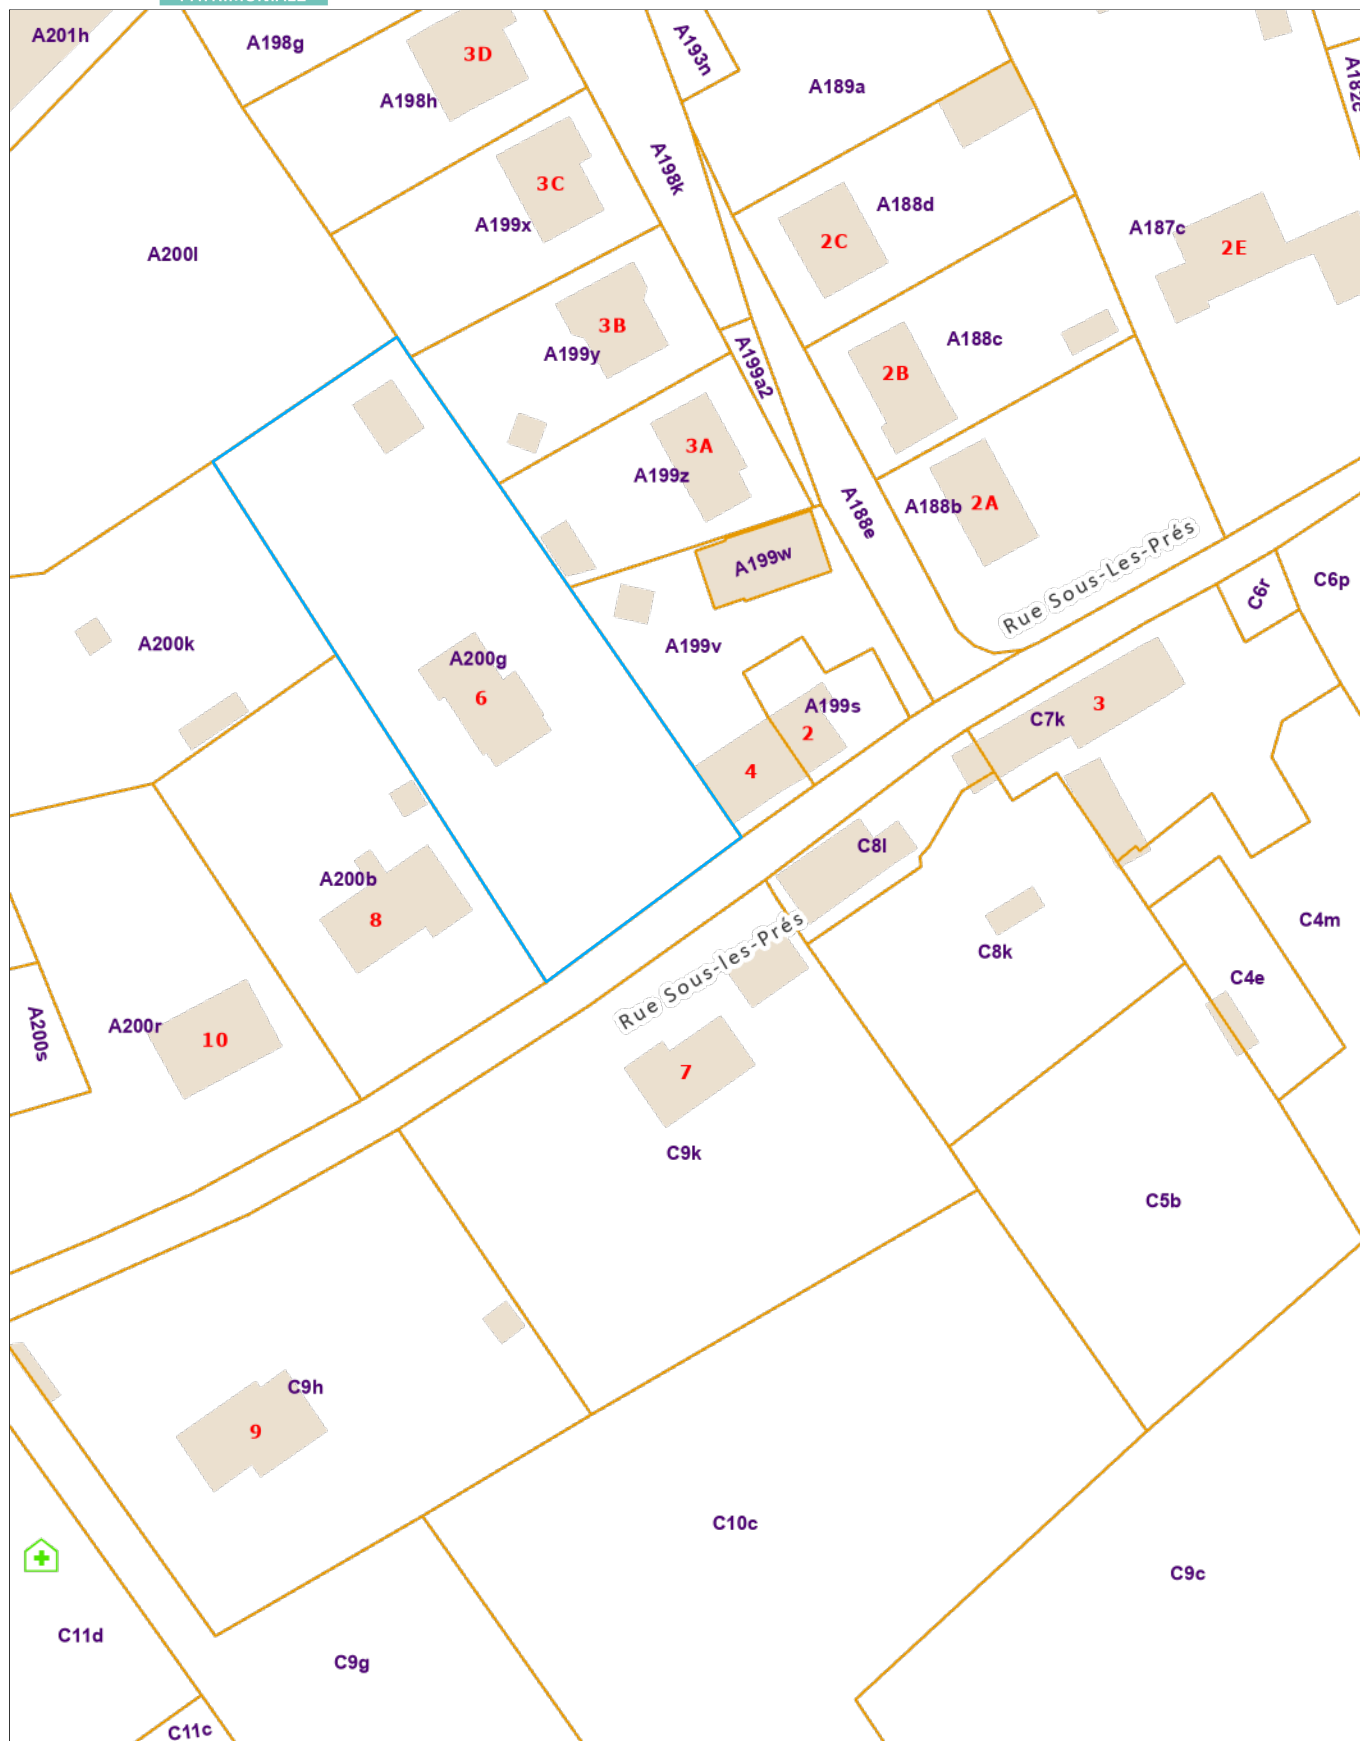 A201h
A198g
3D
A193n
A189a
A182c
A198h
A198k
3C
A199x
A188d
A187c
2C
2E
A200l
3B
A199y
A199a2
A188c
2B
3A
A199z
A188e
A188b
2A
Rue Sous-Les-Prés
A199w
C6r
C6p
A200k
A200g
6
A199v
A199s
2
4
C7k
3
C8l
A200b
8
C4m
Rue Sous-les-Prés
C8k
C4e
A200s
A200r
10
7
C9k
C5b
C9h
9
C10c
C9c
C11d
C9g
C11c